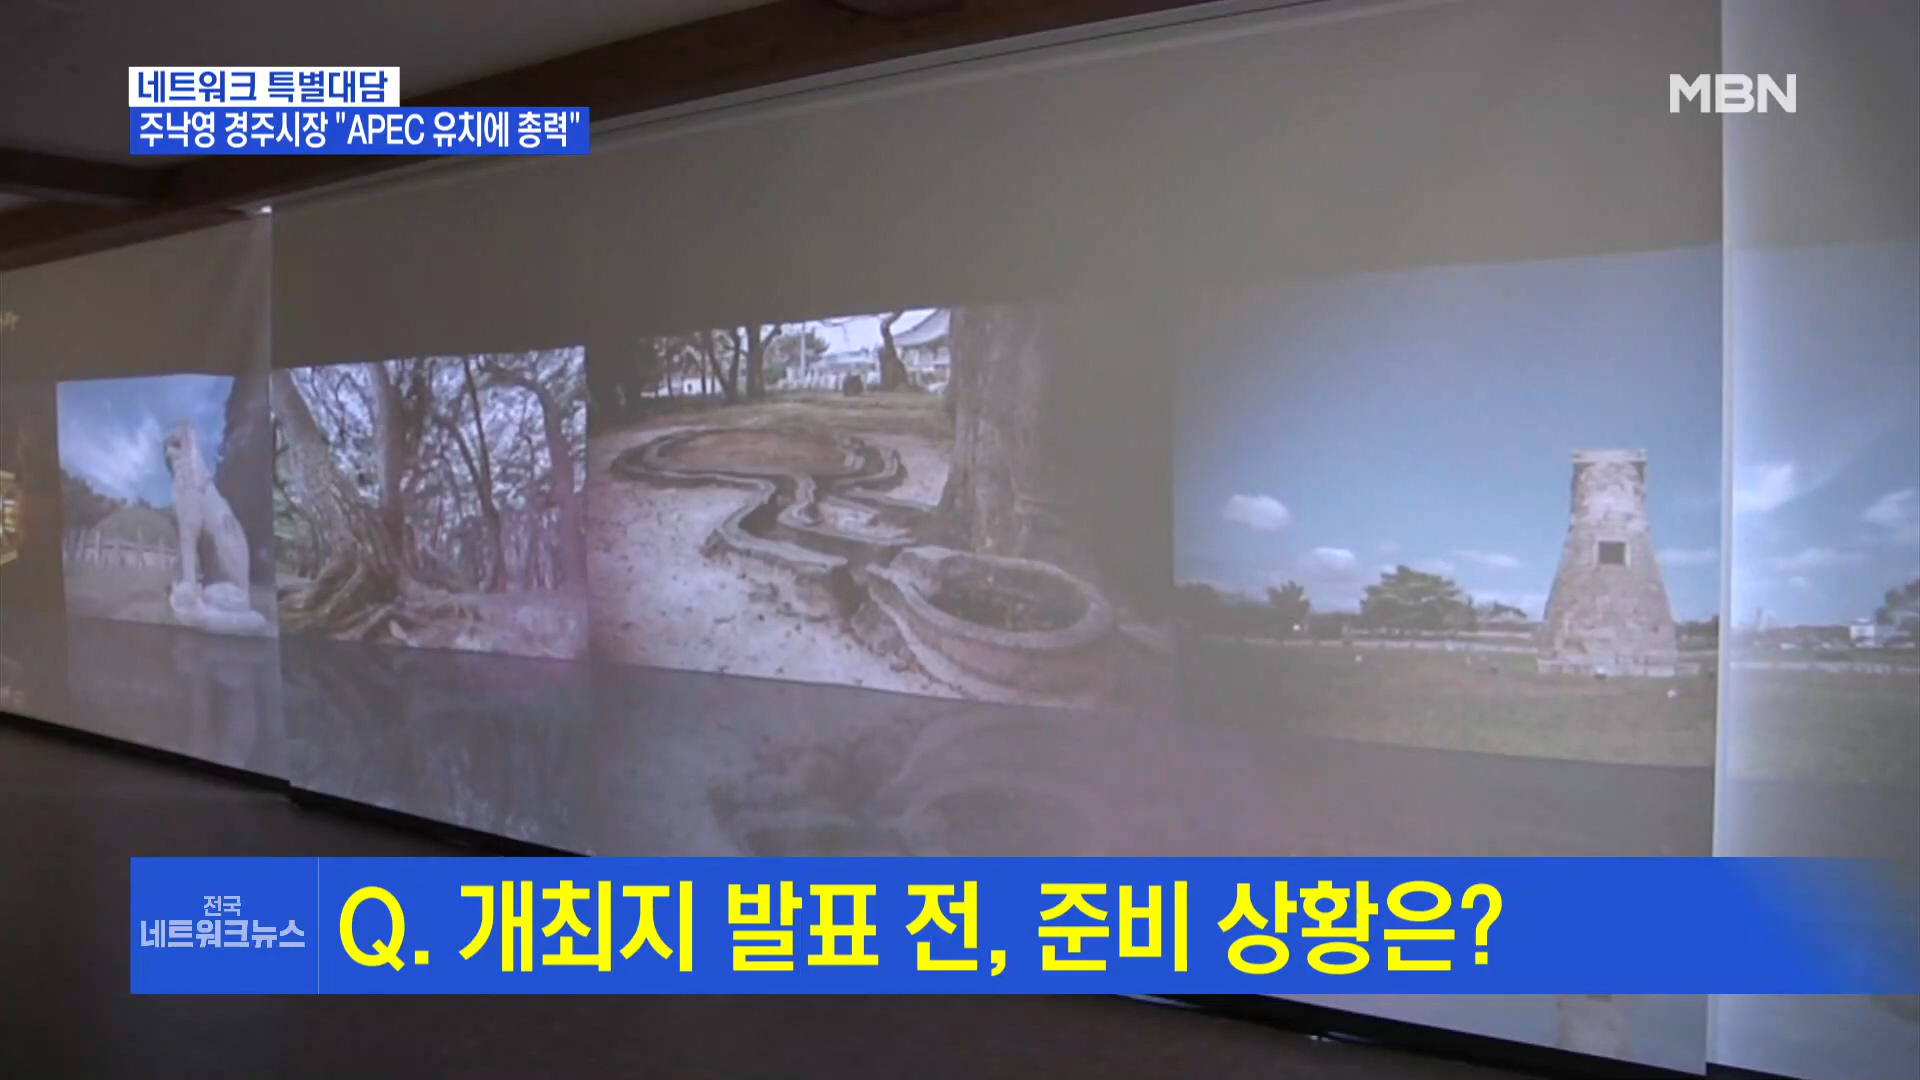 네트워크 특별대담
주낙영 경주시장 "APEC 유치에 총력"
MBN
전국
네트워크뉴스
Q. 개최지 발표 전, 준비 상황은?